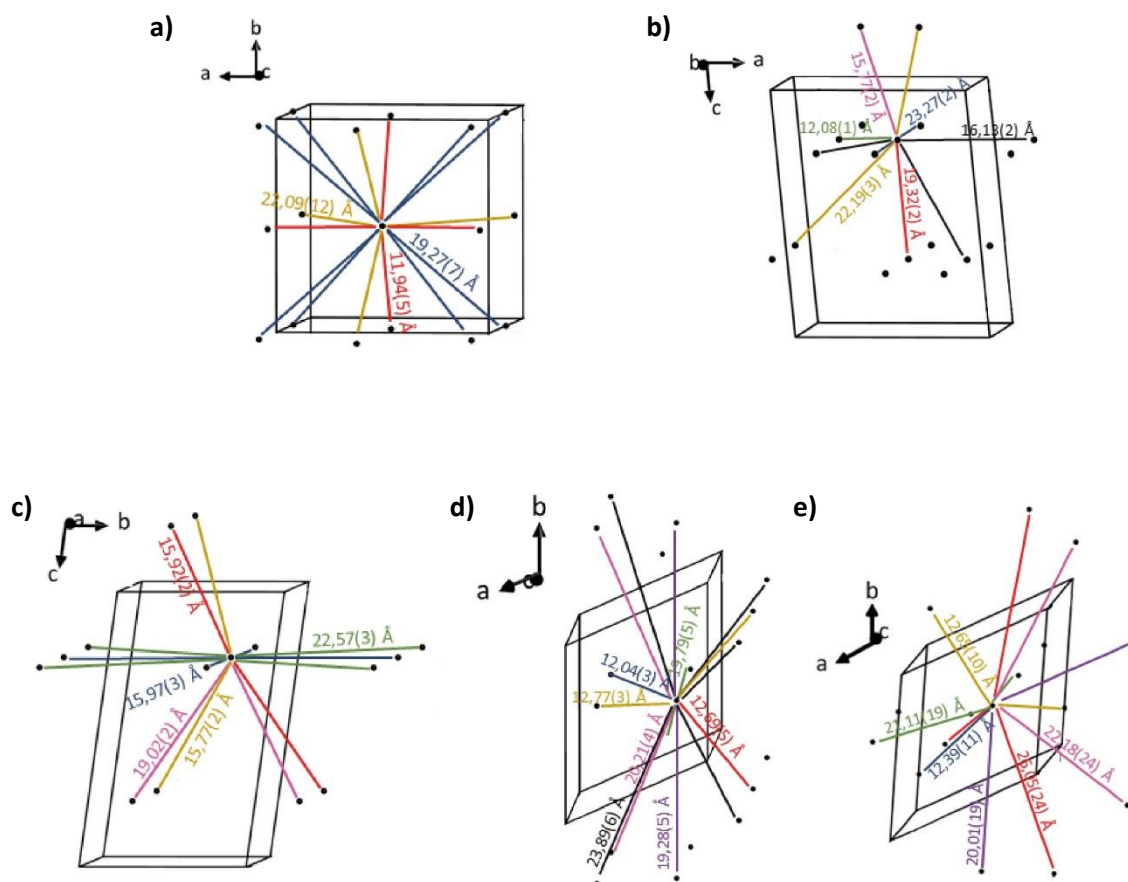 a)
b
a
c
22,09(12) Å
19,27(7) Å
11,94(5) Å
b)
b
a
c
15,77(2) Å
23,27(2) Å
12,08(1) Å
16,13(2) Å
22,19(3) Å
19,32(2) Å
c)
a
b
c
15,92(2) Å
22,57(3) Å
15,97(3) Å
19,02(2) Å
15,77(2) Å
d)
b
a
c
19,79(5) Å
12,04(3) Å
12,77(3) Å
12,69(5) Å
20,21(4) Å
23,89(6) Å
19,28(5) Å
e)
b
c
a
12,65(10) Å
21,11(19) Å
12,39(11) Å
22,18(24) Å
26,05(24) Å
20,01(19) Å